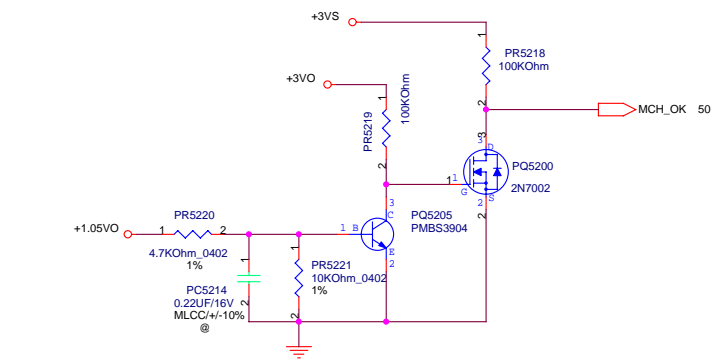 +3VS
1
PR5218
100KOhm
2
+3VO
1
PR5219
100KOhm
2
MCH_OK 50
3
3 D
PQ5200
1 1
G
2N7002
2 S
2
3
C
PQ5205
PMBS3904
1 B
E
2
+1.05VO
1
PR5220
2
4.7KOhm_0402
1%
1
PC5214
0.22UF/16V
MLCC/+/-10%
@
2
1
PR5221
10KOhm_0402
1%
2